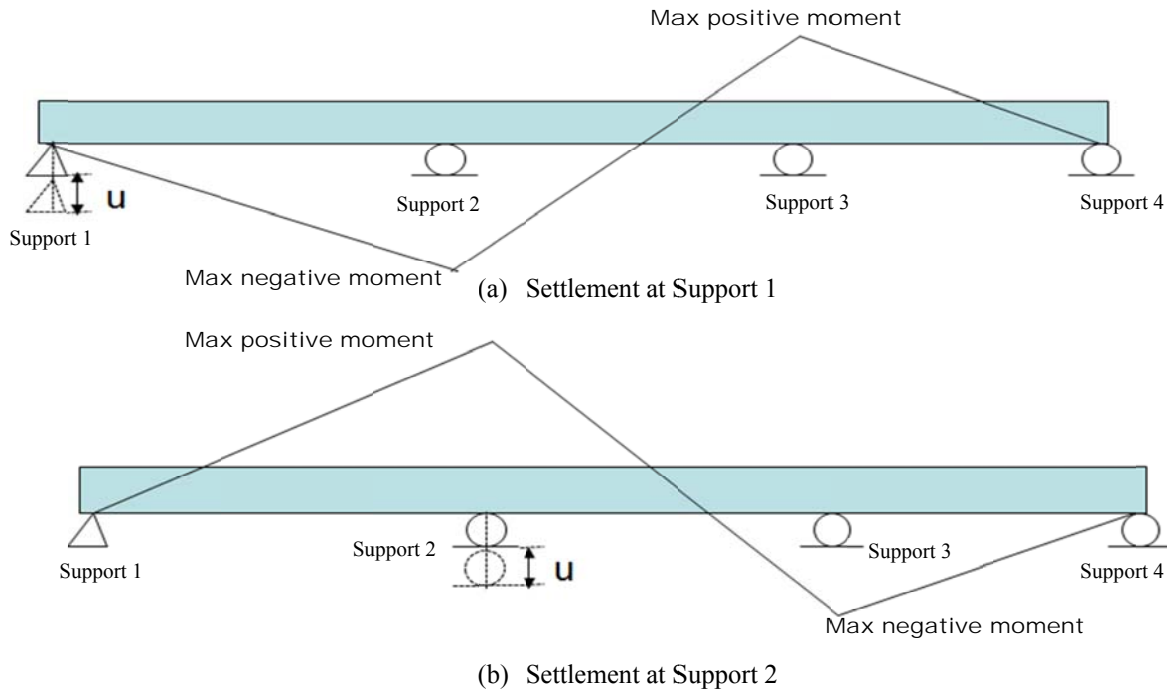 Max positive moment
u
Support 1
Support 2
Support 3
Support 4
Max negative moment
(a) Settlement at Support 1
Max positive moment
Support 1
Support 2
u
Support 3
Support 4
Max negative moment
(b) Settlement at Support 2